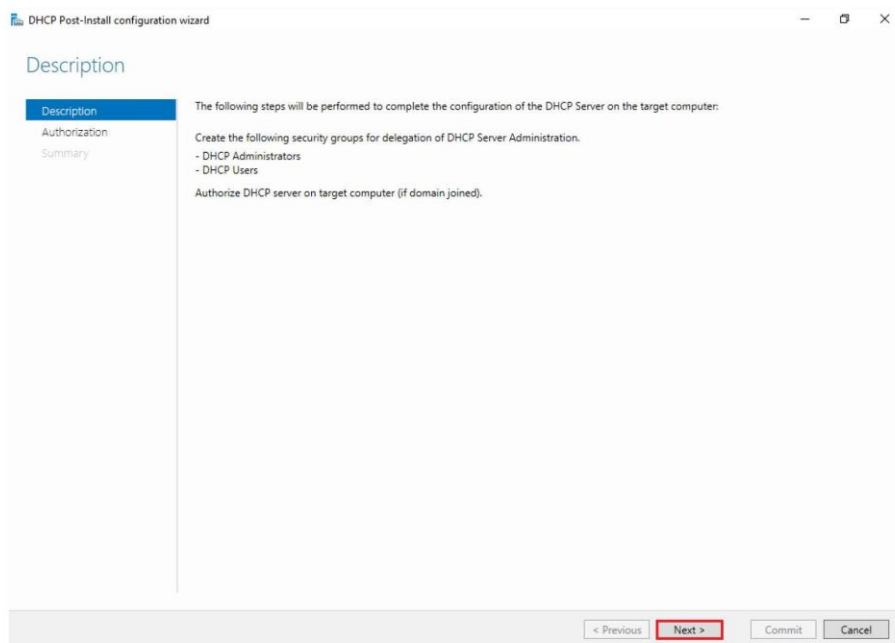 DHCP Post-Install configuration wizard
Description
Description
Authorization
Summary
The following steps will be performed to complete the configuration of the DHCP Server on the target computer:
Create the following security groups for delegation of DHCP Server Administration.
- DHCP Administrators
- DHCP Users
Authorize DHCP server on target computer (if domain joined).
< Previous
Next >
Commit
Cancel